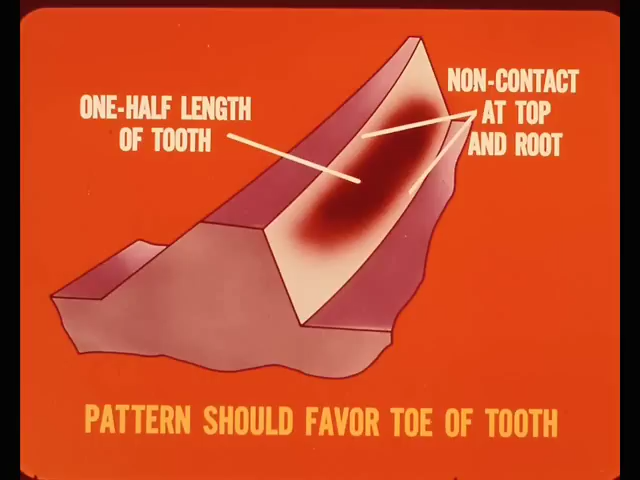 ONE-HALF LENGTH
OF TOOTH
NON-CONTACT
AT TOP
AND ROOT
PATTERN SHOULD FAVOR TOE OF TOOTH